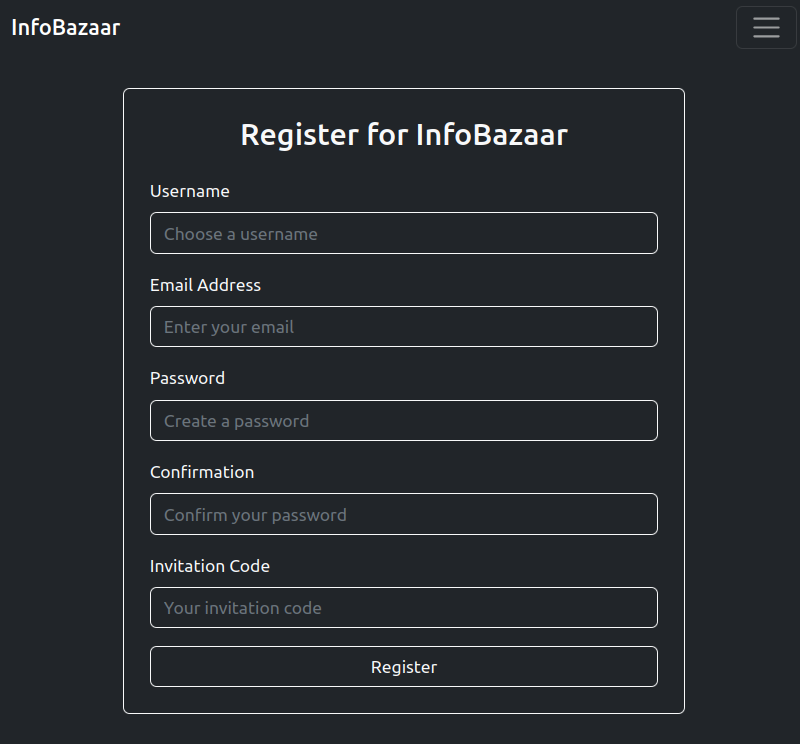 InfoBazaar
Register for InfoBazaar
Username
Choose a username
Email Address
Enter your email
Password
Create a password
Confirmation
Confirm your password
Invitation Code
Your invitation code
Register